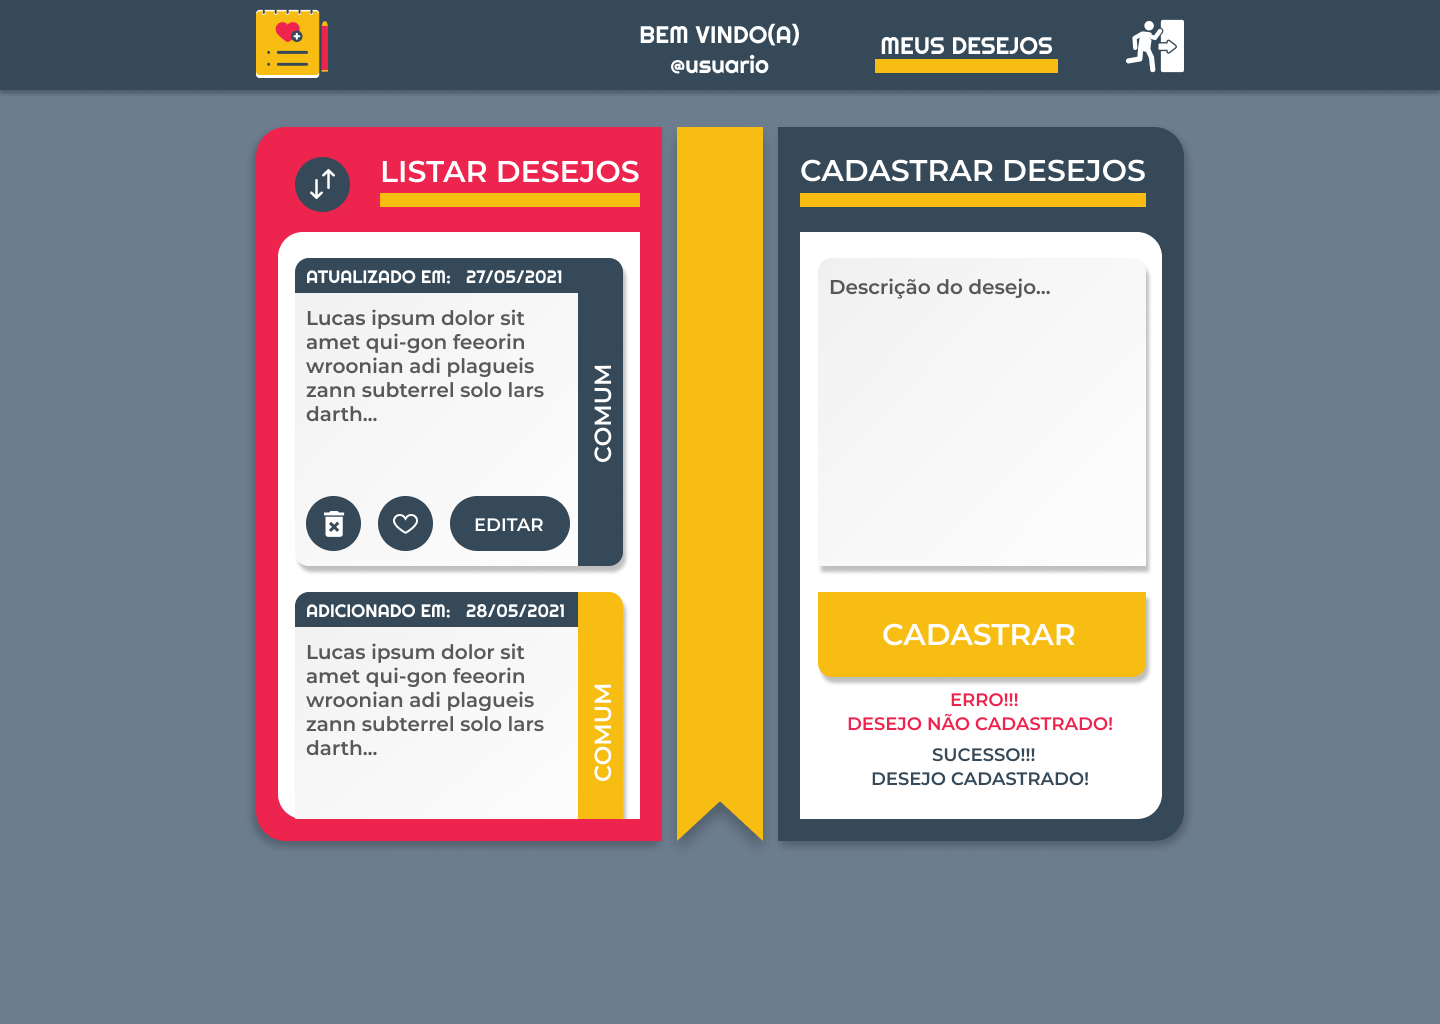 BEM VINDO(A)
@usuario
MEUS DESEJOS
LISTAR DESEJOS
ATUALIZADO EM: 27/05/2021
Lucas ipsum dolor sit
amet qui-gon feeorin
wroonian adi plagueis
zann subterrel solo lars
darth...
COMUM
EDITAR
ADICIONADO EM: 28/05/2021
Lucas ipsum dolor sit
amet qui-gon feeorin
wroonian adi plagueis
zann subterrel solo lars
darth...
COMUM
CADASTRAR DESEJOS
Descrição do desejo...
CADASTRAR
ERRO!!!
DESEJO NÃO CADASTRADO!
SUCESSO!!!
DESEJO CADASTRADO!